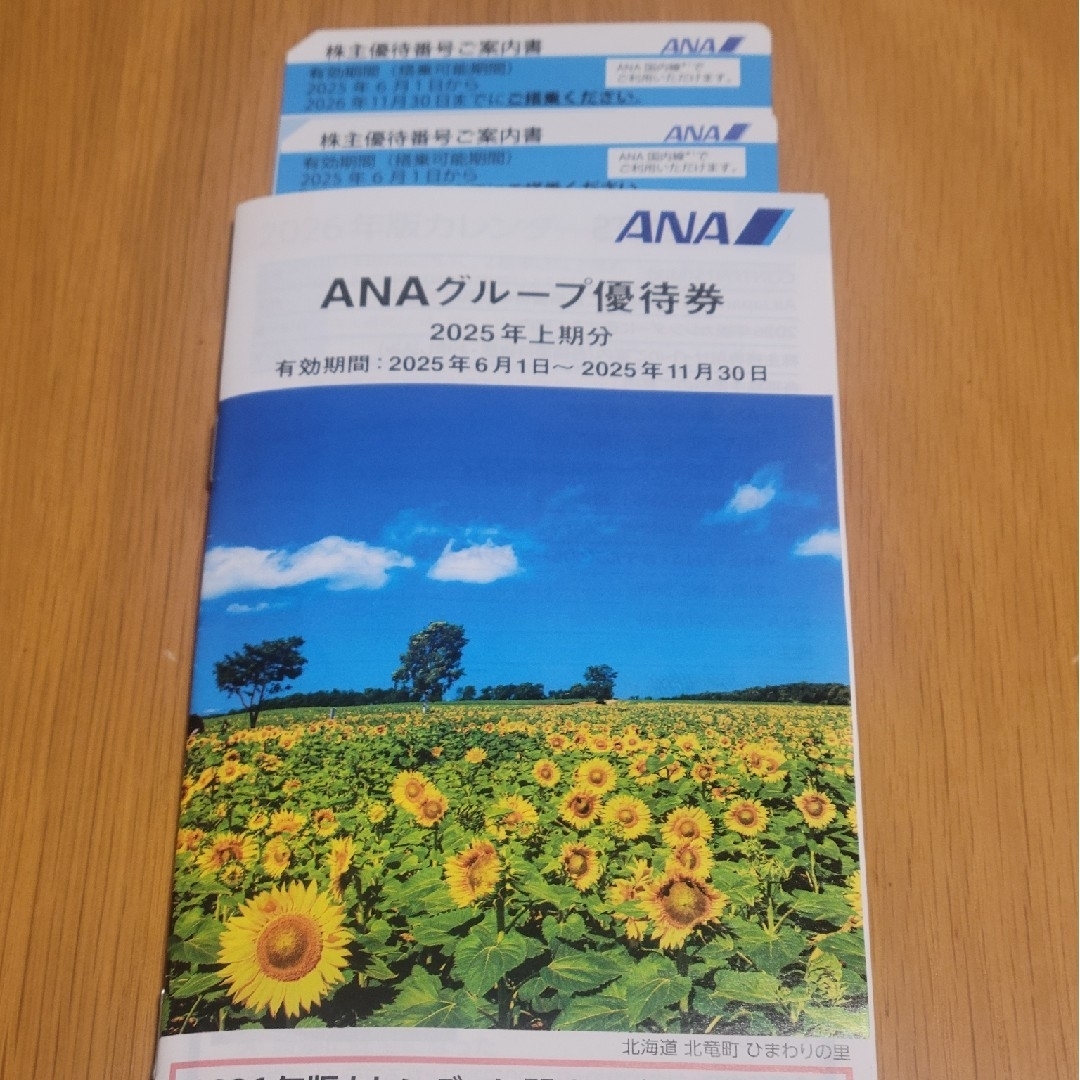 株主優待番号ご案内書 ANA
有効期間（搭乗可能期間）
2025年6月1日から
2026年11月30日までにご搭乗ください。
ANA国内線*¹で
ご利用いただけます。
株主優待番号ご案内書 ANA
有効期間（搭乗可能期間）
2025年6月1日から
ANA国内線*¹で
ご利用いただけます。
ANA
ANAグループ優待券
2025年上期分
有効期間：2025年6月1日～2025年11月30日
北海道 北竜町 ひまわりの里